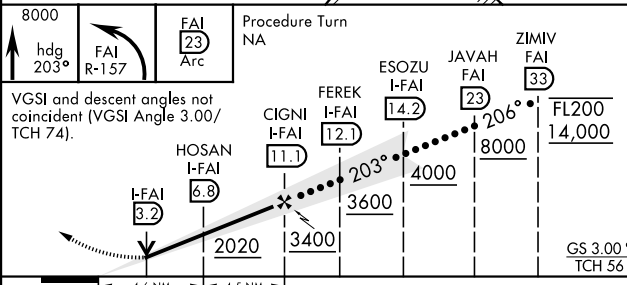 8000
hdg
203°
FAI
R-157
FAI
23
Arc
Procedure Turn
NA
VGSI and descent angles not
coincident (VGSI Angle 3.00/
TCH 74).
I-FAI
3.2
HOSAN
I-FAI
6.8
CIGNI
I-FAI
11.1
FEREK
I-FAI
12.1
ESOZU
I-FAI
14.2
JAVAH
FAI
23
ZIMIV
FAI
33
203°
206°
FL200
14,000
8000
4000
3600
3400
2020
GS 3.00°
TCH 56